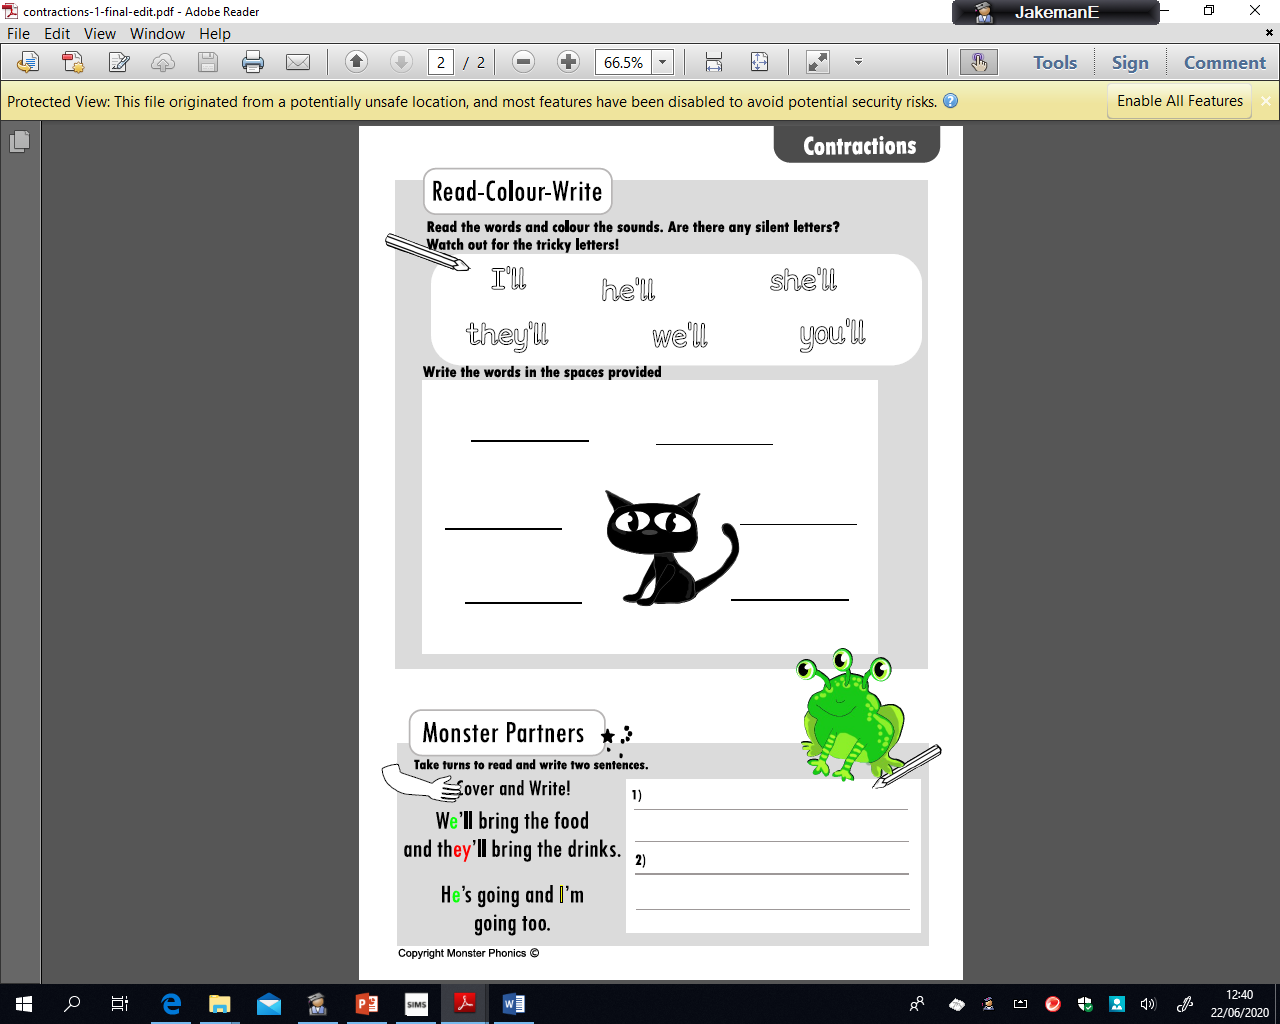 contractions-1-final-edit.pdf - Adobe Reader
JakemanE
File Edit View Window Help
2 / 2 66.5% Tools Sign Comment
Protected View: This file originated from a potentially unsafe location, and most features have been disabled to avoid potential security risks. Enable All Features
Contractions
Read-Colour-Write
Read the words and colour the sounds. Are there any silent letters?
Watch out for the tricky letters!
I'll he'll she'll
they'll we'll you'll
Write the words in the spaces provided
Monster Partners
Take turns to read and write two sentences.
Cover and Write!
We'll bring the food
and they'll bring the drinks.
He's going and I'm
going too.
1)
2)
Copyright Monster Phonics ©
SIMS
12:40
22/06/2020